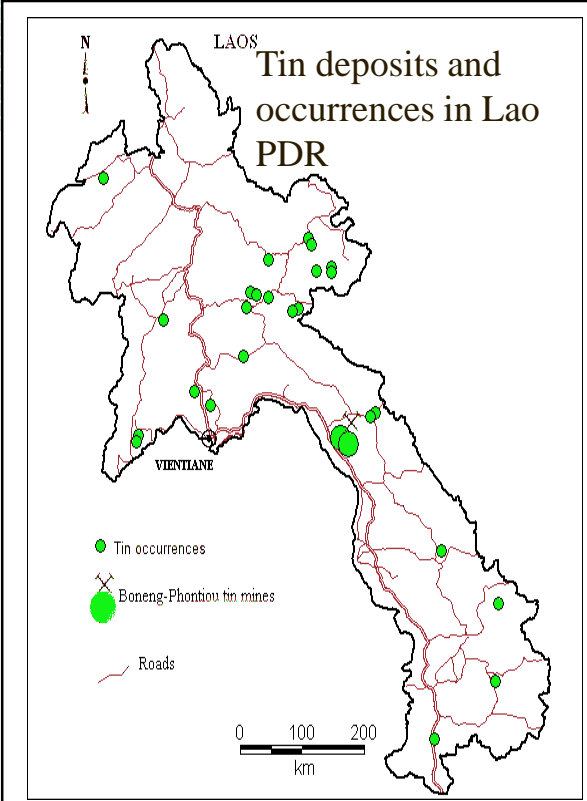 N
LAOS
Tin deposits and
occurrences in Lao
PDR
VIENTIANE
Tin occurrences
Boneng-Phontiou tin mines
Roads
0 100 200
km